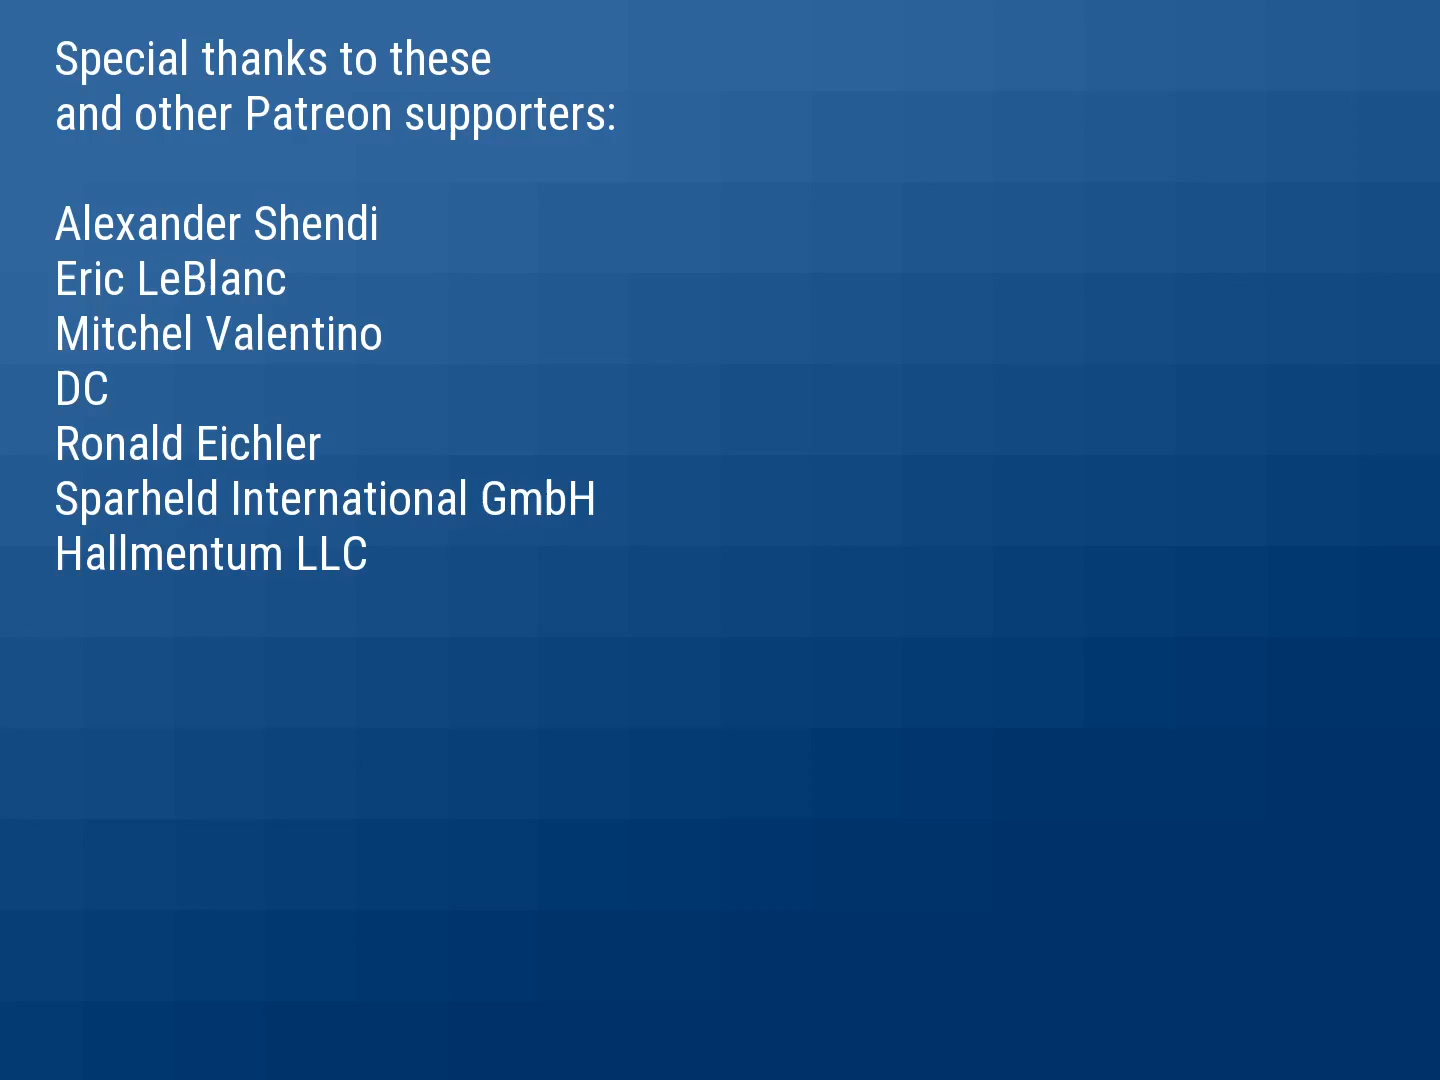 Special thanks to these
and other Patreon supporters:
Alexander Shendi
Eric LeBlanc
Mitchel Valentino
DC
Ronald Eichler
Sparheld International GmbH
Hallmentum LLC